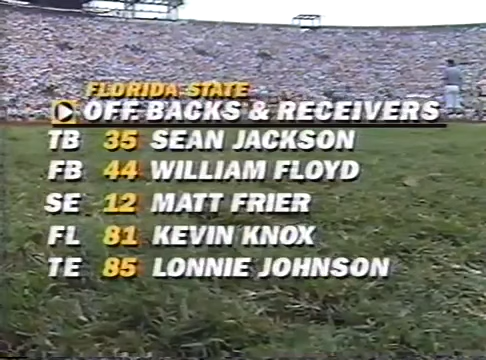 FLORIDA STATE
OFF. BACKS & RECEIVERS
TB 35 SEAN JACKSON
FB 44 WILLIAM FLOYD
SE 12 MATT FRIER
FL 81 KEVIN KNOX
TE 85 LONNIE JOHNSON